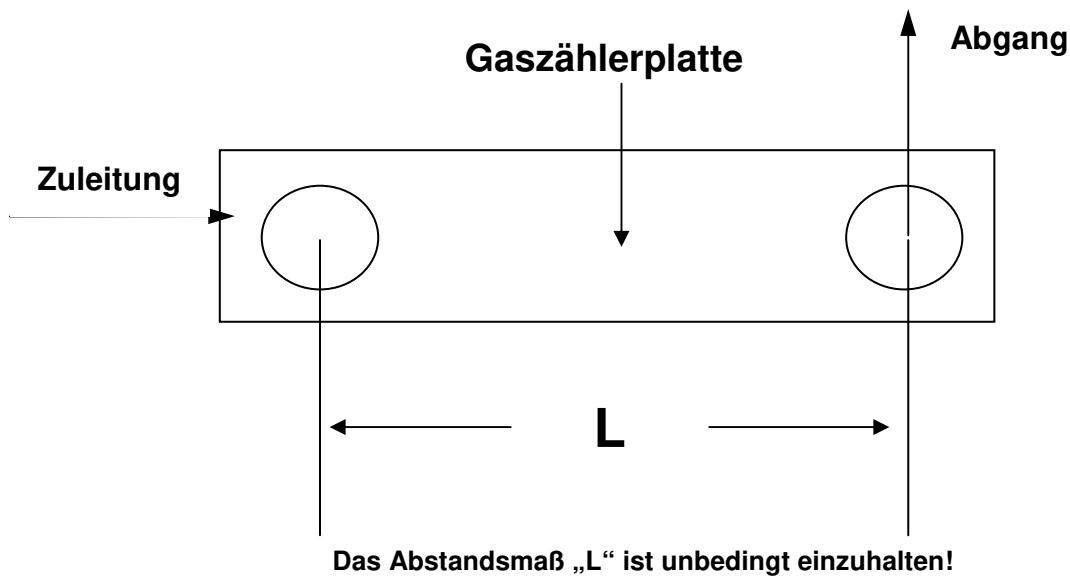 Abgang
Gaszählerplatte
Zuleitung
L
Das Abstandsmaß „L“ ist unbedingt einzuhalten!